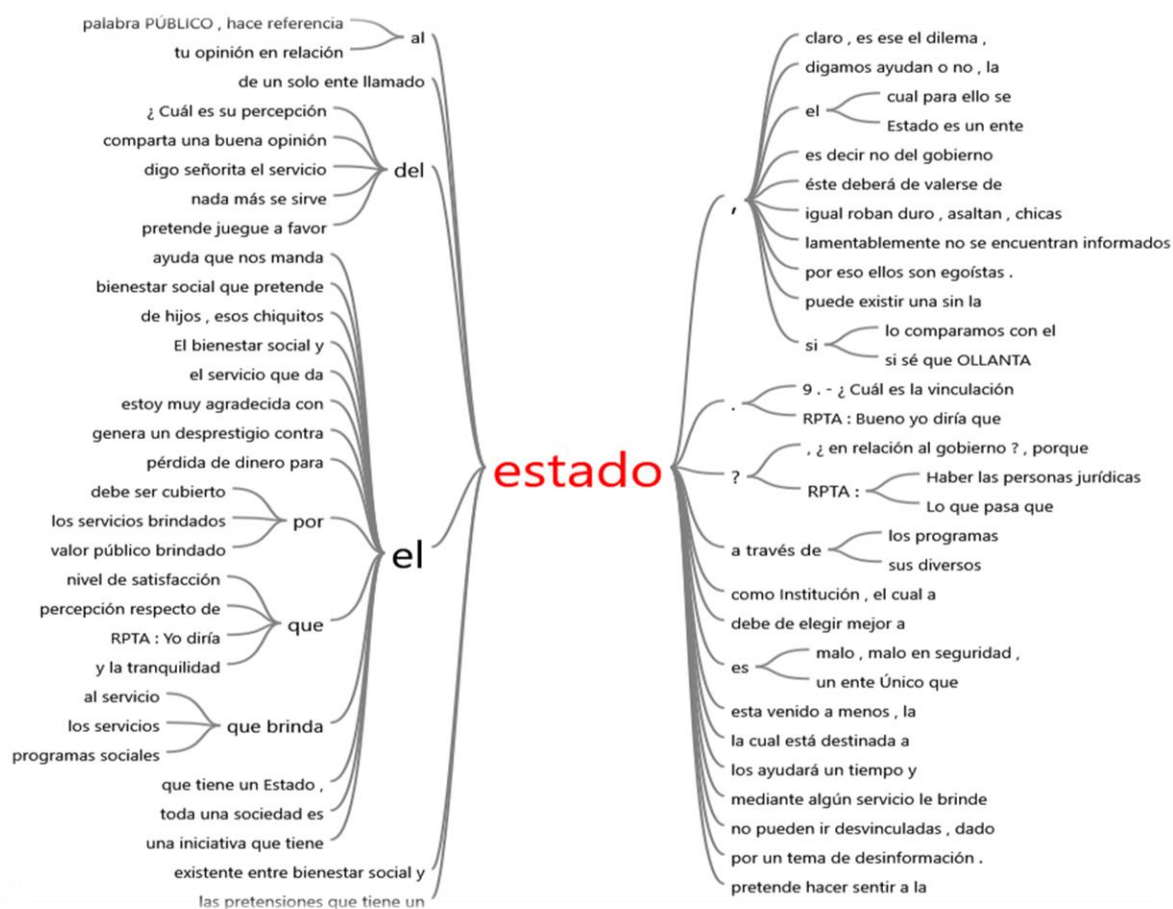 palabra PÚBLICO , hace referencia
tu opinión en relación
al
de un solo ente llamado
¿ Cuál es su percepción
comparta una buena opinión
digo señorita el servicio
nada más se sirve
pretende juegue a favor
del
ayuda que nos manda
bienestar social que pretende
de hijos , esos chiquitos
El bienestar social y
el servicio que da
estoy muy agradecida con
genera un desprestigio contra
pérdida de dinero para
debe ser cubierto
los servicios brindados
valor público brindado
por
nivel de satisfacción
percepción respecto de
RPTA : Yo diría
y la tranquilidad
que
al servicio
los servicios
programas sociales
que brinda
que tiene un Estado ,
toda una sociedad es
una iniciativa que tiene
el
existente entre bienestar social y
las pretensiones que tiene un
estado
,
claro , es ese el dilema ,
digamos ayudan o no , la
el
cual para ello se
Estado es un ente
es decir no del gobierno
éste deberá de valerse de
igual roban duro , asaltan , chicas
lamentablemente no se encuentran informados
por eso ellos son egoístas .
puede existir una sin la
si
lo comparamos con el
si sé que OLLANTA
.
9 . - ¿ Cuál es la vinculación
RPTA : Bueno yo diría que
?
, ¿ en relación al gobierno ? , porque
RPTA :
Haber las personas jurídicas
Lo que pasa que
a través de
los programas
sus diversos
como Institución , el cual a
debe de elegir mejor a
es
malo , malo en seguridad ,
un ente Único que
esta venido a menos , la
la cual está destinada a
los ayudará un tiempo y
mediante algún servicio le brinde
no pueden ir desvinculadas , dado
por un tema de desinformación .
pretende hacer sentir a la